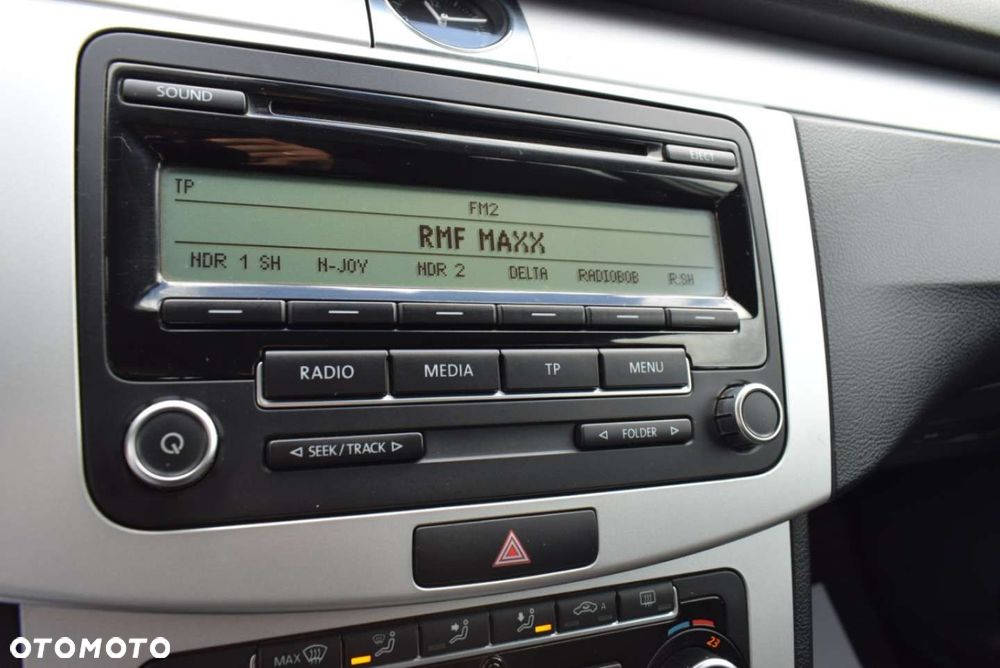 SOUND
EJECT
TP
FM2
RMF MAXX
NDR 1 SH N-JOY NDR 2 DELTA RADIOBOB R.SH
RADIO MEDIA TP MENU
◁ SEEK/TRACK ▷ ◁ FOLDER ▷
A
MAX
23
OTOMOTO